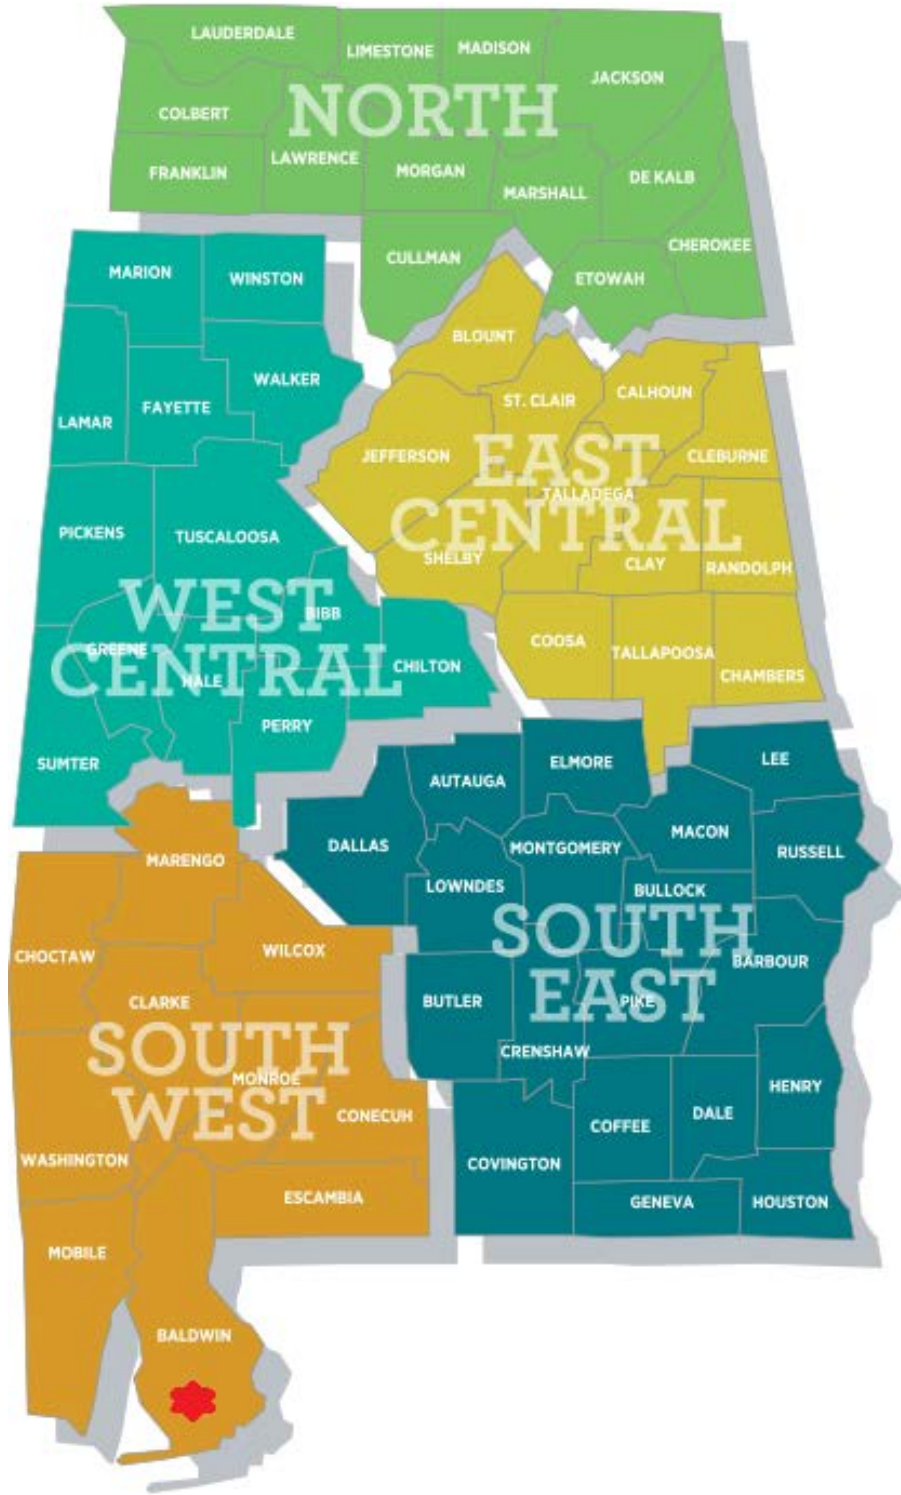 LAUDERDALE
LIMESTONE
MADISON
JACKSON
COLBERT
NORTH
LAWRENCE
FRANKLIN
MORGAN
MARSHALL
DE KALB
CHEROKEE
CULLMAN
ETOWAH
MARION
WINSTON
WALKER
LAMAR
FAYETTE
PICKENS
TUSCALOOSA
WEST
CENTRAL
BIBB
GREENE
HALE
CHILTON
PERRY
SUMTER
BLOUNT
ST. CLAIR
CALHOUN
JEFFERSON
EAST
CENTRAL
CLEBURNE
TALLADEGA
SHELBY
CLAY
RANDOLPH
COOSA
TALLAPOOSA
CHAMBERS
AUTAUGA
ELMORE
LEE
DALLAS
MONTGOMERY
MACON
RUSSELL
LOWNDES
BULLOCK
SOUTH
EAST
BARBOUR
BUTLER
PIKE
CRENSHAW
HENRY
COFFEE
DALE
COVINGTON
GENEVA
HOUSTON
MARENGO
CHOCTAW
WILCOX
CLARKE
SOUTH
WEST
MONROE
CONECUH
WASHINGTON
ESCAMBIA
MOBILE
BALDWIN